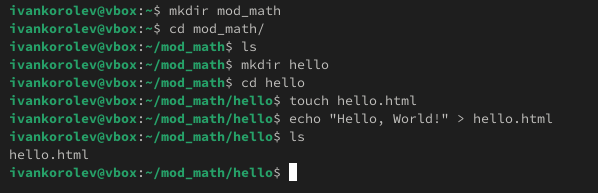 ivankorolev@vbox:~$ mkdir mod_math
ivankorolev@vbox:~$ cd mod_math/
ivankorolev@vbox:~/mod_math$ ls
ivankorolev@vbox:~/mod_math$ mkdir hello
ivankorolev@vbox:~/mod_math$ cd hello
ivankorolev@vbox:~/mod_math/hello$ touch hello.html
ivankorolev@vbox:~/mod_math/hello$ echo "Hello, World!" > hello.html
ivankorolev@vbox:~/mod_math/hello$ ls
hello.html
ivankorolev@vbox:~/mod_math/hello$